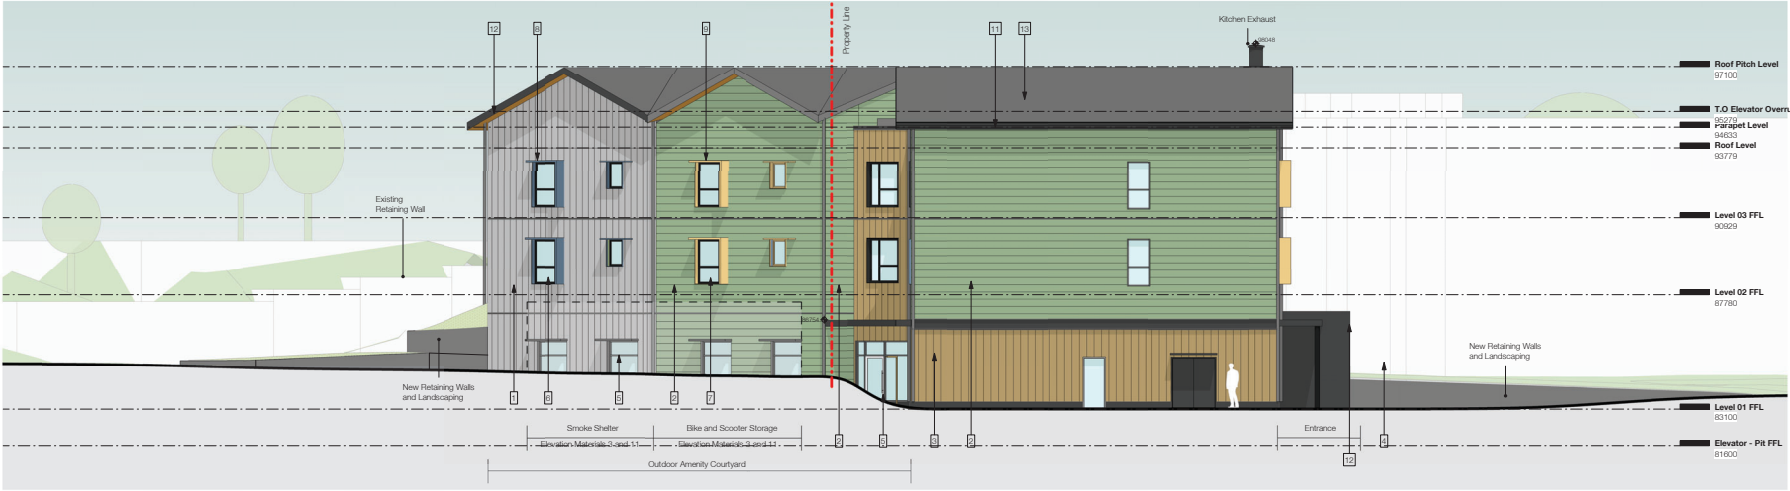 12
8
9
Property Line
11
13
Kitchen Exhaust
98046
Roof Pitch Level
97100
T.O Elevator Overru
95279
Parapet Level
94633
Roof Level
93779
Existing
Retaining Wall
Level 03 FFL
90929
Level 02 FFL
87780
86754
New Retaining Walls
and Landscaping
New Retaining Walls
and Landscaping
1
6
5
2
7
Level 01 FFL
83100
Smoke Shelter
Elevation Materials 3 and 11
Bike and Scooter Storage
Elevation Materials 3 and 11
2
5
3
2
Entrance
4
Elevator - Pit FFL
81600
12
Outdoor Amenity Courtyard